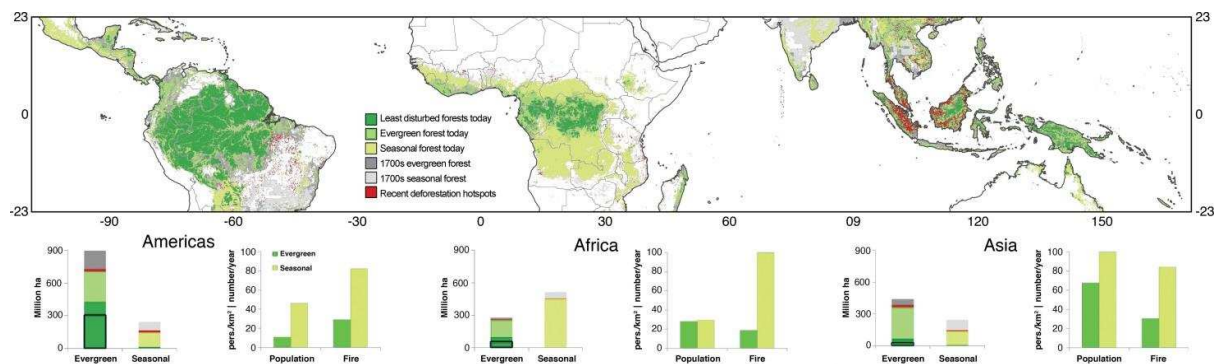 23
23
0
0
-23
-23
Least disturbed forests today
Evergreen forest today
Seasonal forest today
1700s evergreen forest
1700s seasonal forest
Recent deforestation hotspots
-90 -60 -30 0 30 60 09 120 150
Americas
Africa
Asia
900
600
300
0
Million ha
Evergreen Seasonal
100
80
60
40
20
0
pers./km² | number/year
Evergreen
Seasonal
Population Fire
900
600
300
0
Million ha
Evergreen Seasonal
100
80
60
40
20
0
pers./km² | number/year
Population Fire
900
600
300
0
Million ha
Evergreen Seasonal
100
80
60
40
20
0
pers./km² | number/year
Population Fire